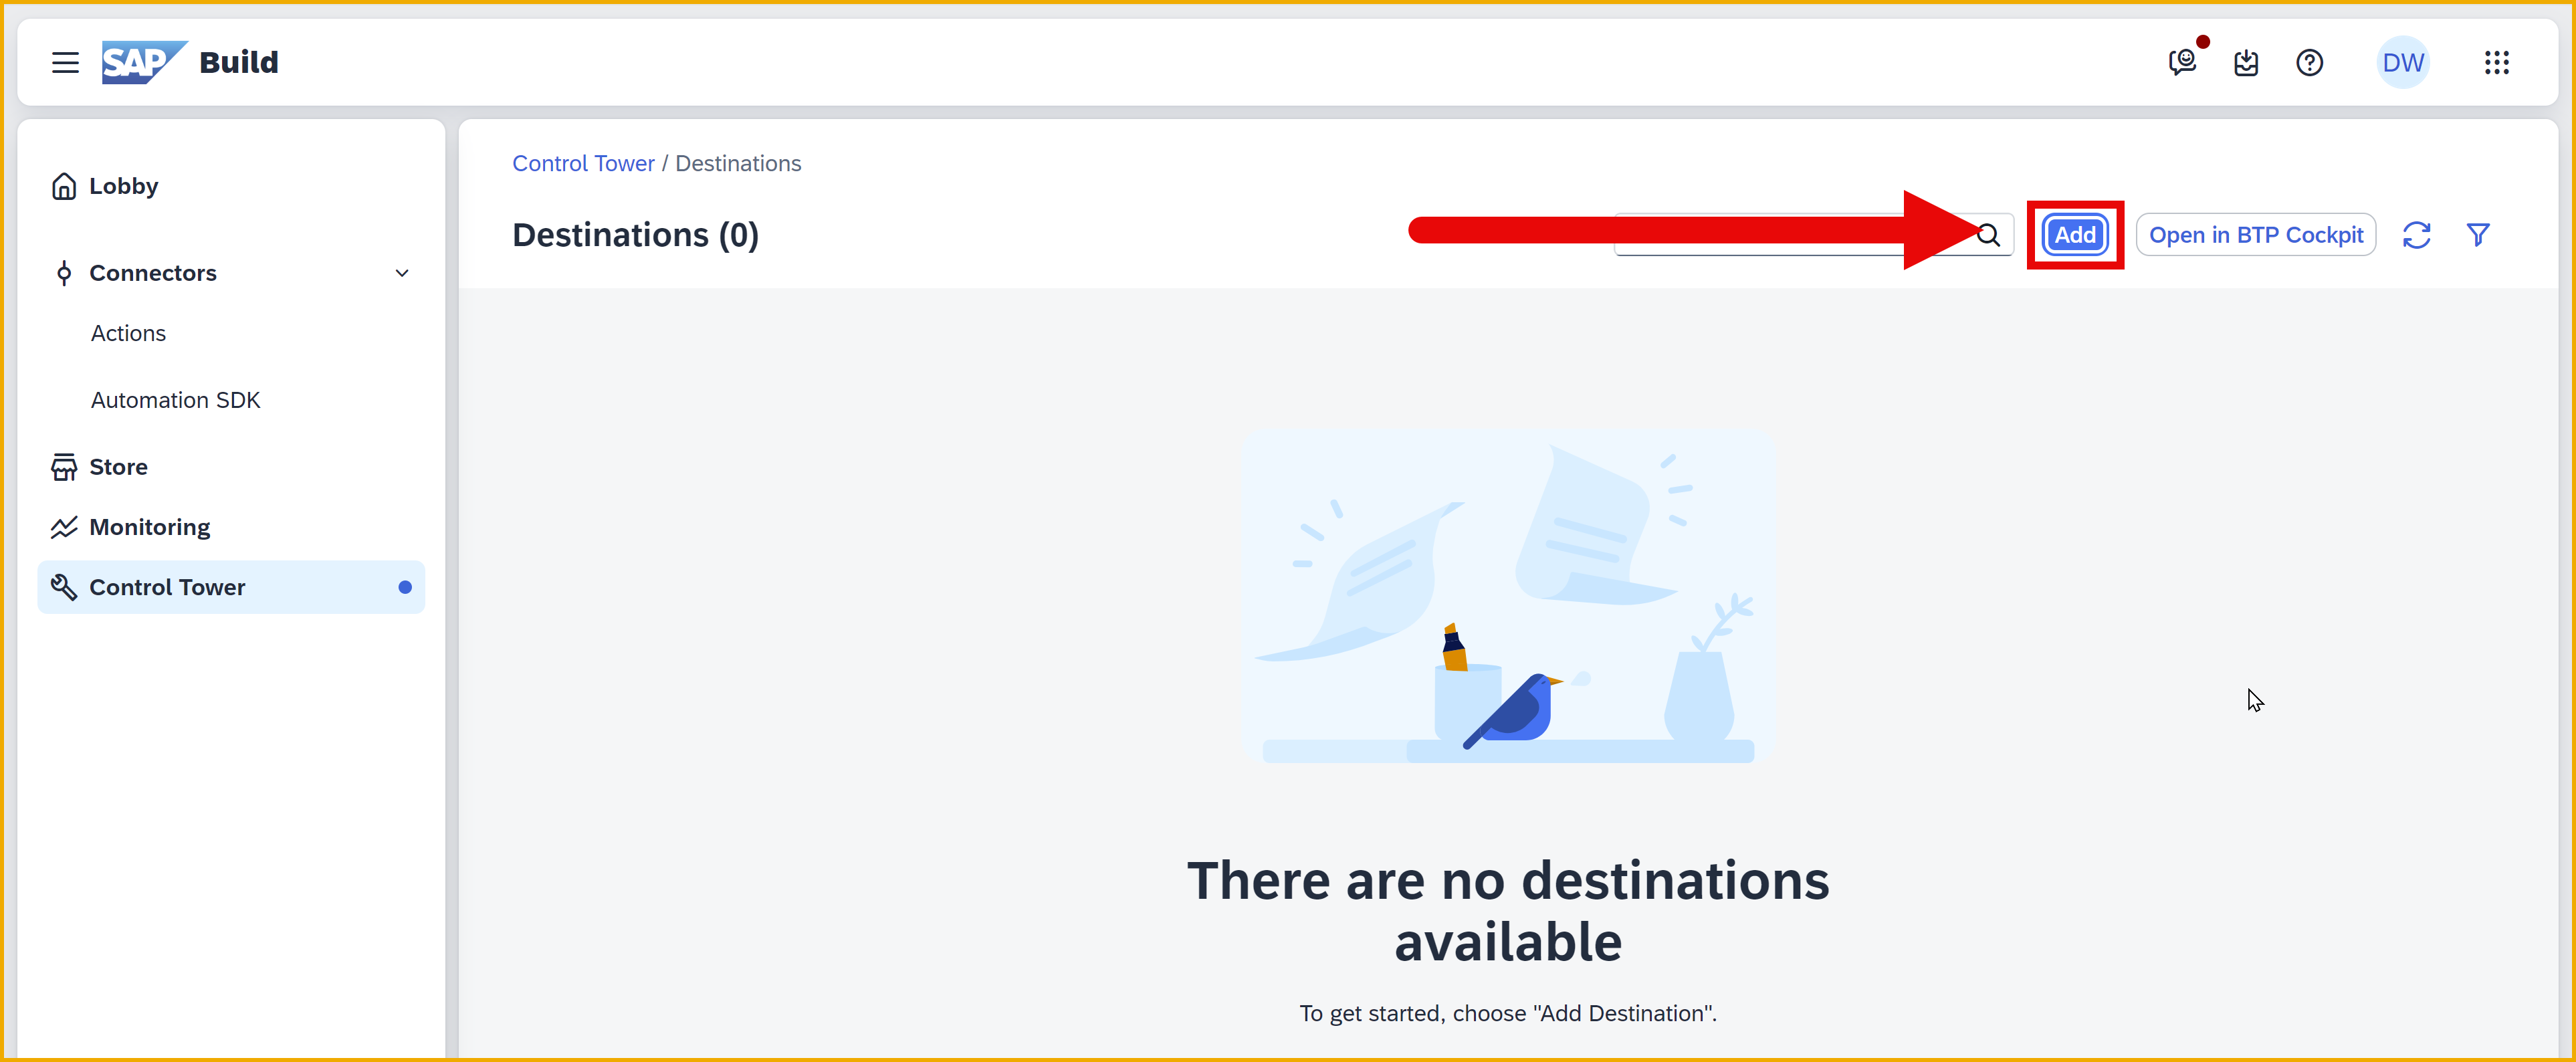 SAP Build
DW
Lobby
Control Tower / Destinations
Destinations (0)
Add
Open in BTP Cockpit
Connectors
Actions
Automation SDK
Store
Monitoring
Control Tower
There are no destinations
available
To get started, choose "Add Destination".